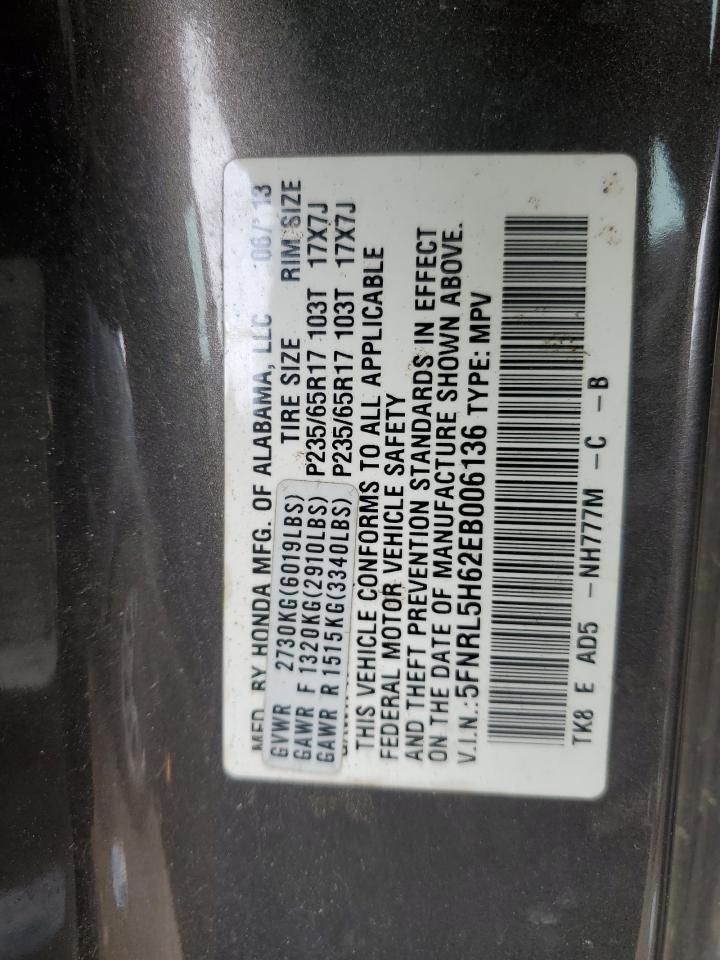 MFD. BY HONDA MFG. OF ALABAMA, LLC 06/ 13
GVWR 2730KG(6019LBS) TIRE SIZE RIM SIZE
GAWR F 1320KG(2910LBS) P235/65R17 103T 17X7J
GAWR R 1515KG(3340LBS) P235/65R17 103T 17X7J
THIS VEHICLE CONFORMS TO ALL APPLICABLE
FEDERAL MOTOR VEHICLE SAFETY
AND THEFT PREVENTION STANDARDS IN EFFECT
ON THE DATE OF MANUFACTURE SHOWN ABOVE.
V.I.N.:5FNRL5H62EB006136 TYPE: MPV
TK8 E AD5 -NH777M -C -B